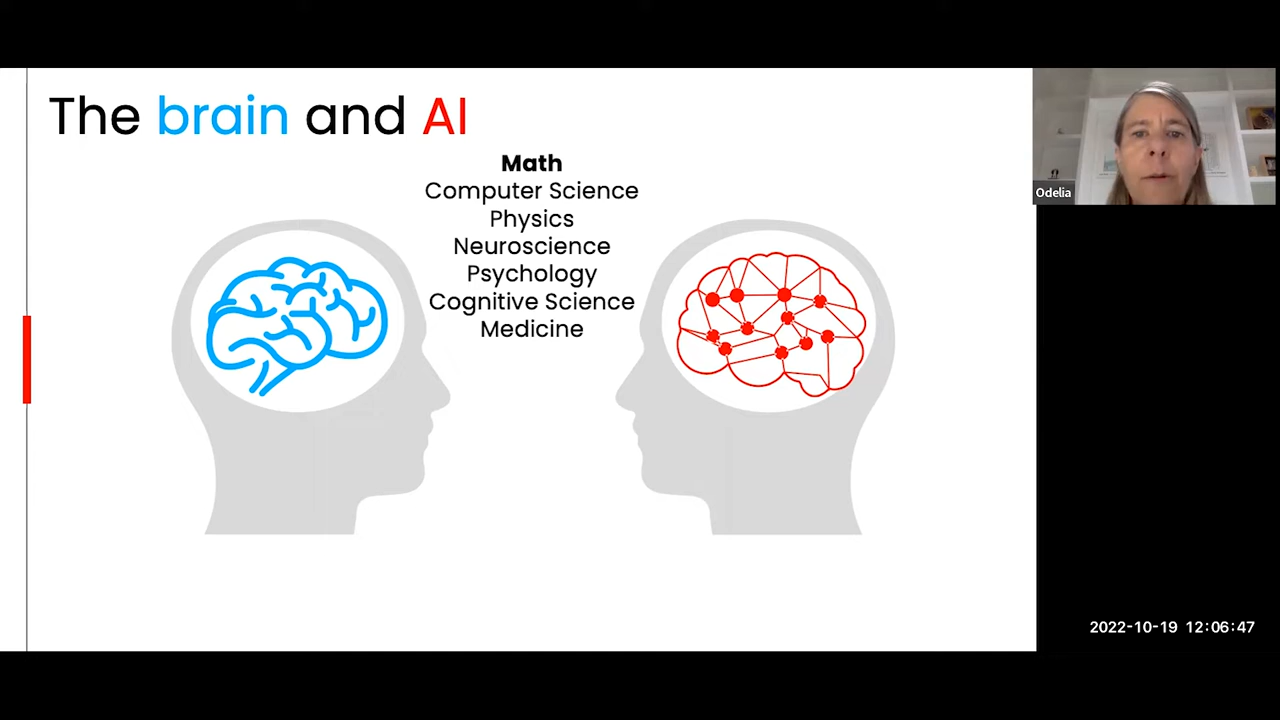 The brain and AI
Math
Computer Science
Physics
Neuroscience
Psychology
Cognitive Science
Medicine
Odelia
2022-10-19 12:06:47